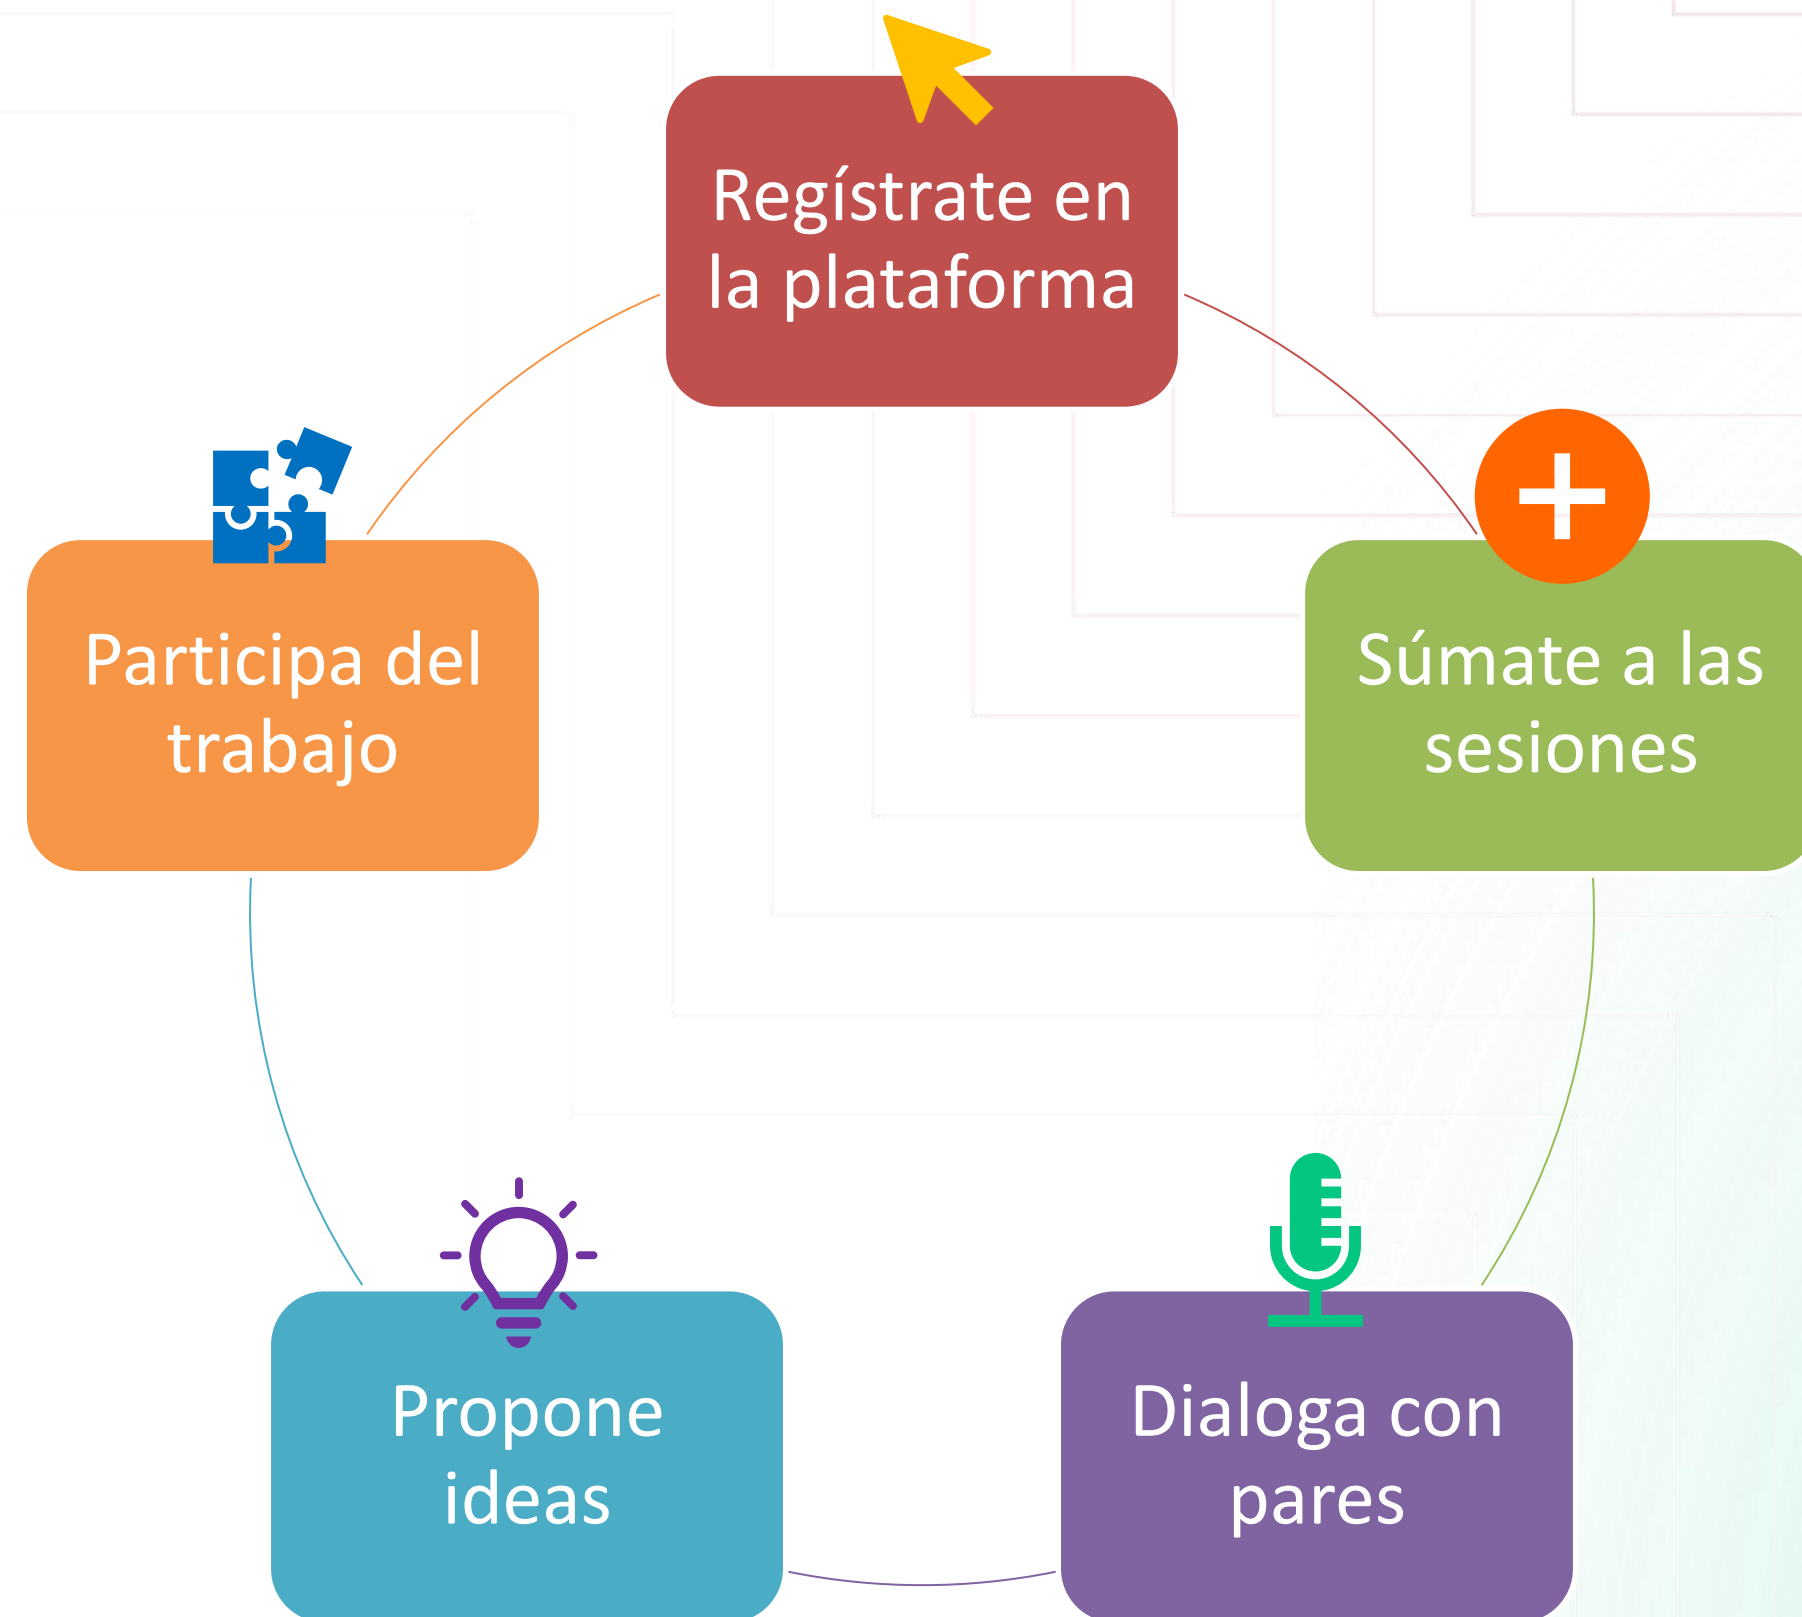 Regístrate en
la plataforma
Súmate a las
sesiones
Dialoga con
pares
Propone
ideas
Participa del
trabajo